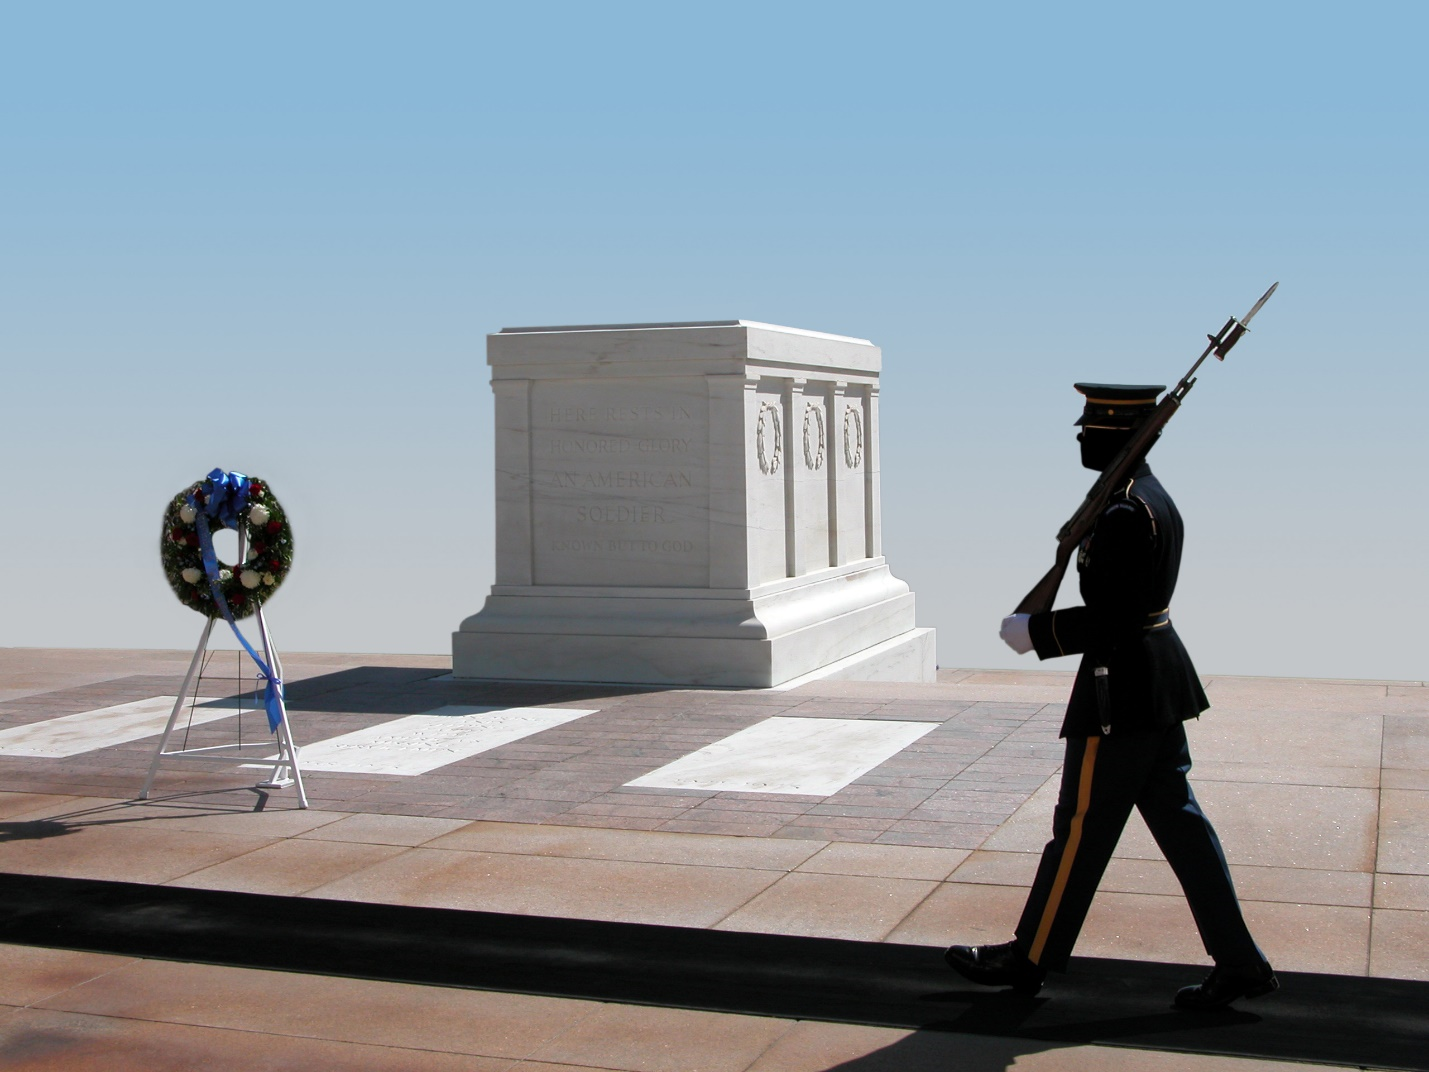 HERE RESTS IN
HONORED GLORY
AN AMERICAN
SOLDIER
KNOWN BUT TO GOD